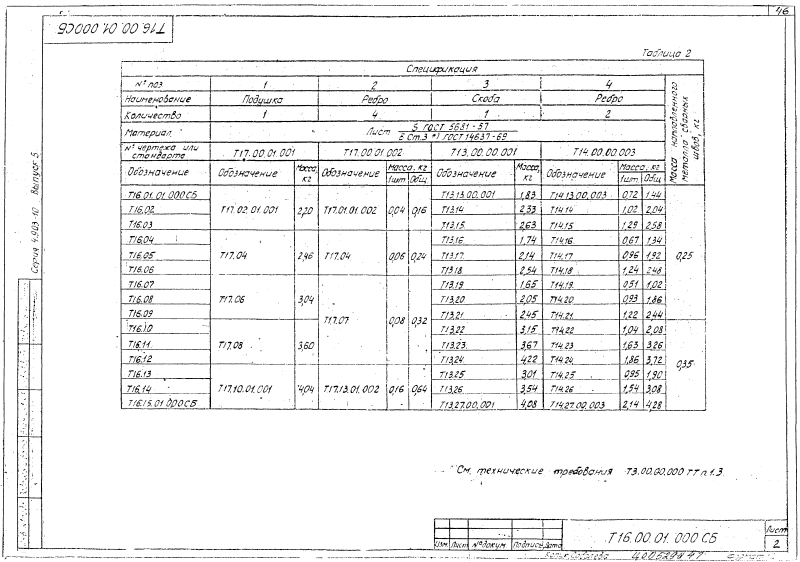 46
Т16.00.01.000СБ
Таблица 2
Спецификация
№ поз. 1 2 3 4
Наименование Подушка Ребро Скоба Ребро
Количество 1 4 1 2
Материал Лист 5 ГОСТ 5681-57 / Б Ст.3 *) ГОСТ 14637-69
№ чертежа или стандарта Т17.00.01.001 Т17.00.01.002 Т13.00.00.001 Т14.00.00.003
Обозначение Обозначение Масса, кг Обозначение Масса, кг 1шт. Общ. Обозначение Масса, кг Обозначение Масса, кг 1шт. Общ.
Масса наплавленного металла сварных швов, кг
Т16.01.01.000СБ Т13.13.00.001 1,83 Т14.13.00.003 0,72 1,44
Т16.02 Т17.02.01.001 2,20 Т17.01.01.002 0,04 0,16 Т13.14 2,33 Т14.14 1,02 2,04
Т16.03 Т13.15 2,63 Т14.15 1,29 2,58
Т16.04 Т13.16 1,74 Т14.16 0,67 1,34
Т16.05 Т17.04 2,46 Т17.04 0,06 0,24 Т13.17 2,14 Т14.17 0,96 1,92 0,25
Т16.06 Т13.18 2,54 Т14.18 1,24 2,48
Т16.07 Т13.19 1,65 Т14.19 0,51 1,02
Т16.08 Т17.06 3,04 Т13.20 2,05 Т14.20 0,93 1,86
Т16.09 Т17.07 0,08 0,32 Т13.21 2,45 Т14.21 1,22 2,44
Т16.10 Т13.22 3,15 Т14.22 1,04 2,08
Т16.11 Т17.08 3,60 Т13.23 3,67 Т14.23 1,63 3,26
Т16.12 Т13.24 4,22 Т14.24 1,86 3,72 0,35
Т16.13 Т13.25 3,01 Т14.25 0,95 1,90
Т16.14 Т17.10.01.001 4,04 Т17.13.01.002 0,16 0,64 Т13.26 3,54 Т14.26 1,54 3,08
Т16.15.01.000СБ Т13.27.00.001 4,08 Т14.27.00.003 2,14 4,28
Серия 4.903-10 Выпуск 5
См. технические требования Т3.00.00.000 ТТ п.1.3.
Т16.00.01.000 СБ
Лист
2
Изм. Лист № докум. Подпись Дата